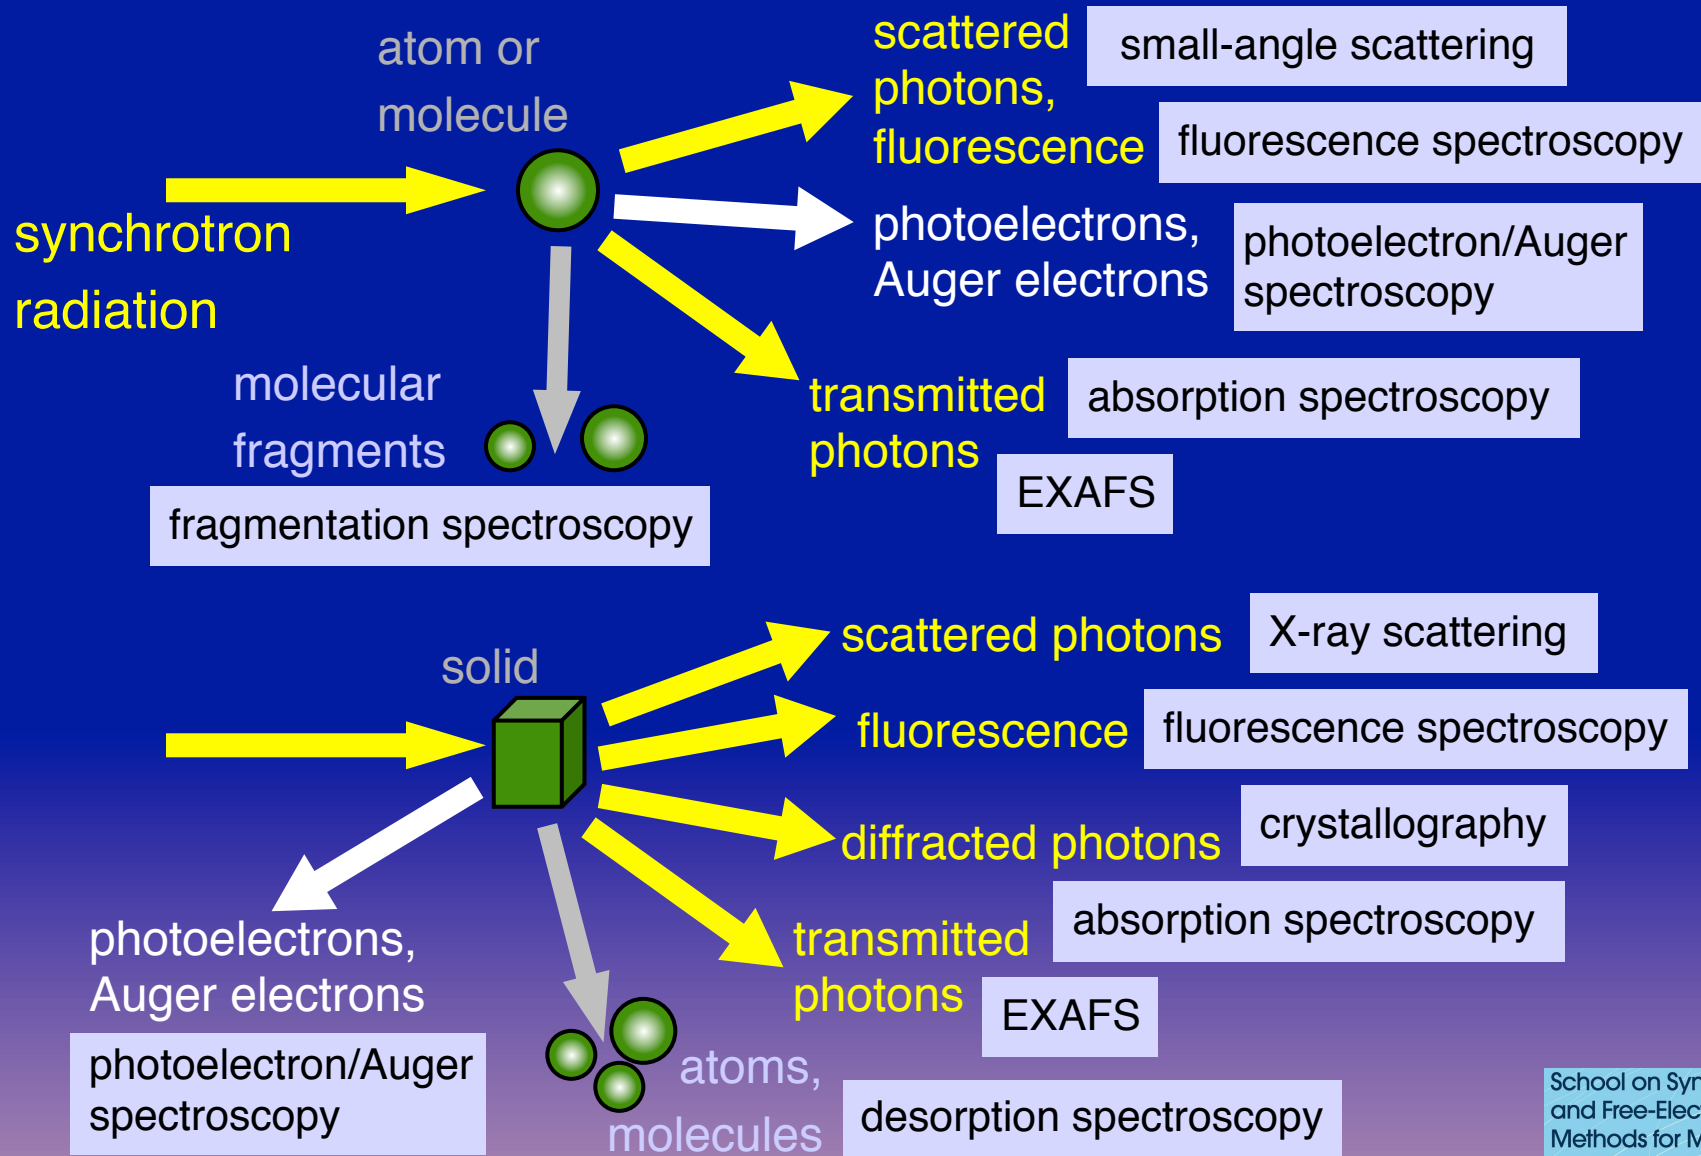 atom or
molecule
scattered
photons,
fluorescence
small-angle scattering
fluorescence spectroscopy
synchrotron
radiation
photoelectrons,
Auger electrons
photoelectron/Auger
spectroscopy
molecular
fragments
fragmentation spectroscopy
transmitted
photons
absorption spectroscopy
EXAFS
solid
scattered photons
X-ray scattering
fluorescence
fluorescence spectroscopy
diffracted photons
crystallography
transmitted
photons
absorption spectroscopy
EXAFS
photoelectrons,
Auger electrons
photoelectron/Auger
spectroscopy
atoms,
molecules
desorption spectroscopy
School on Syn
and Free-Elec
Methods for M